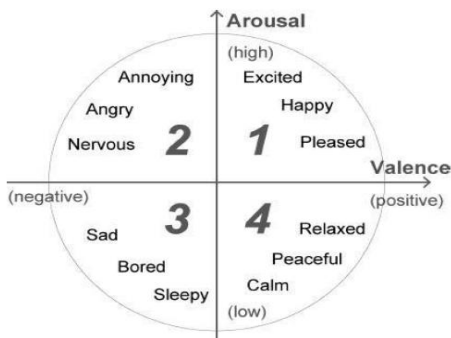 Arousal
(high)
Annoying
Excited
Angry
Happy
Nervous
2
1
Pleased
Valence
(negative)
(positive)
3
4
Sad
Relaxed
Bored
Peaceful
Sleepy
Calm
(low)